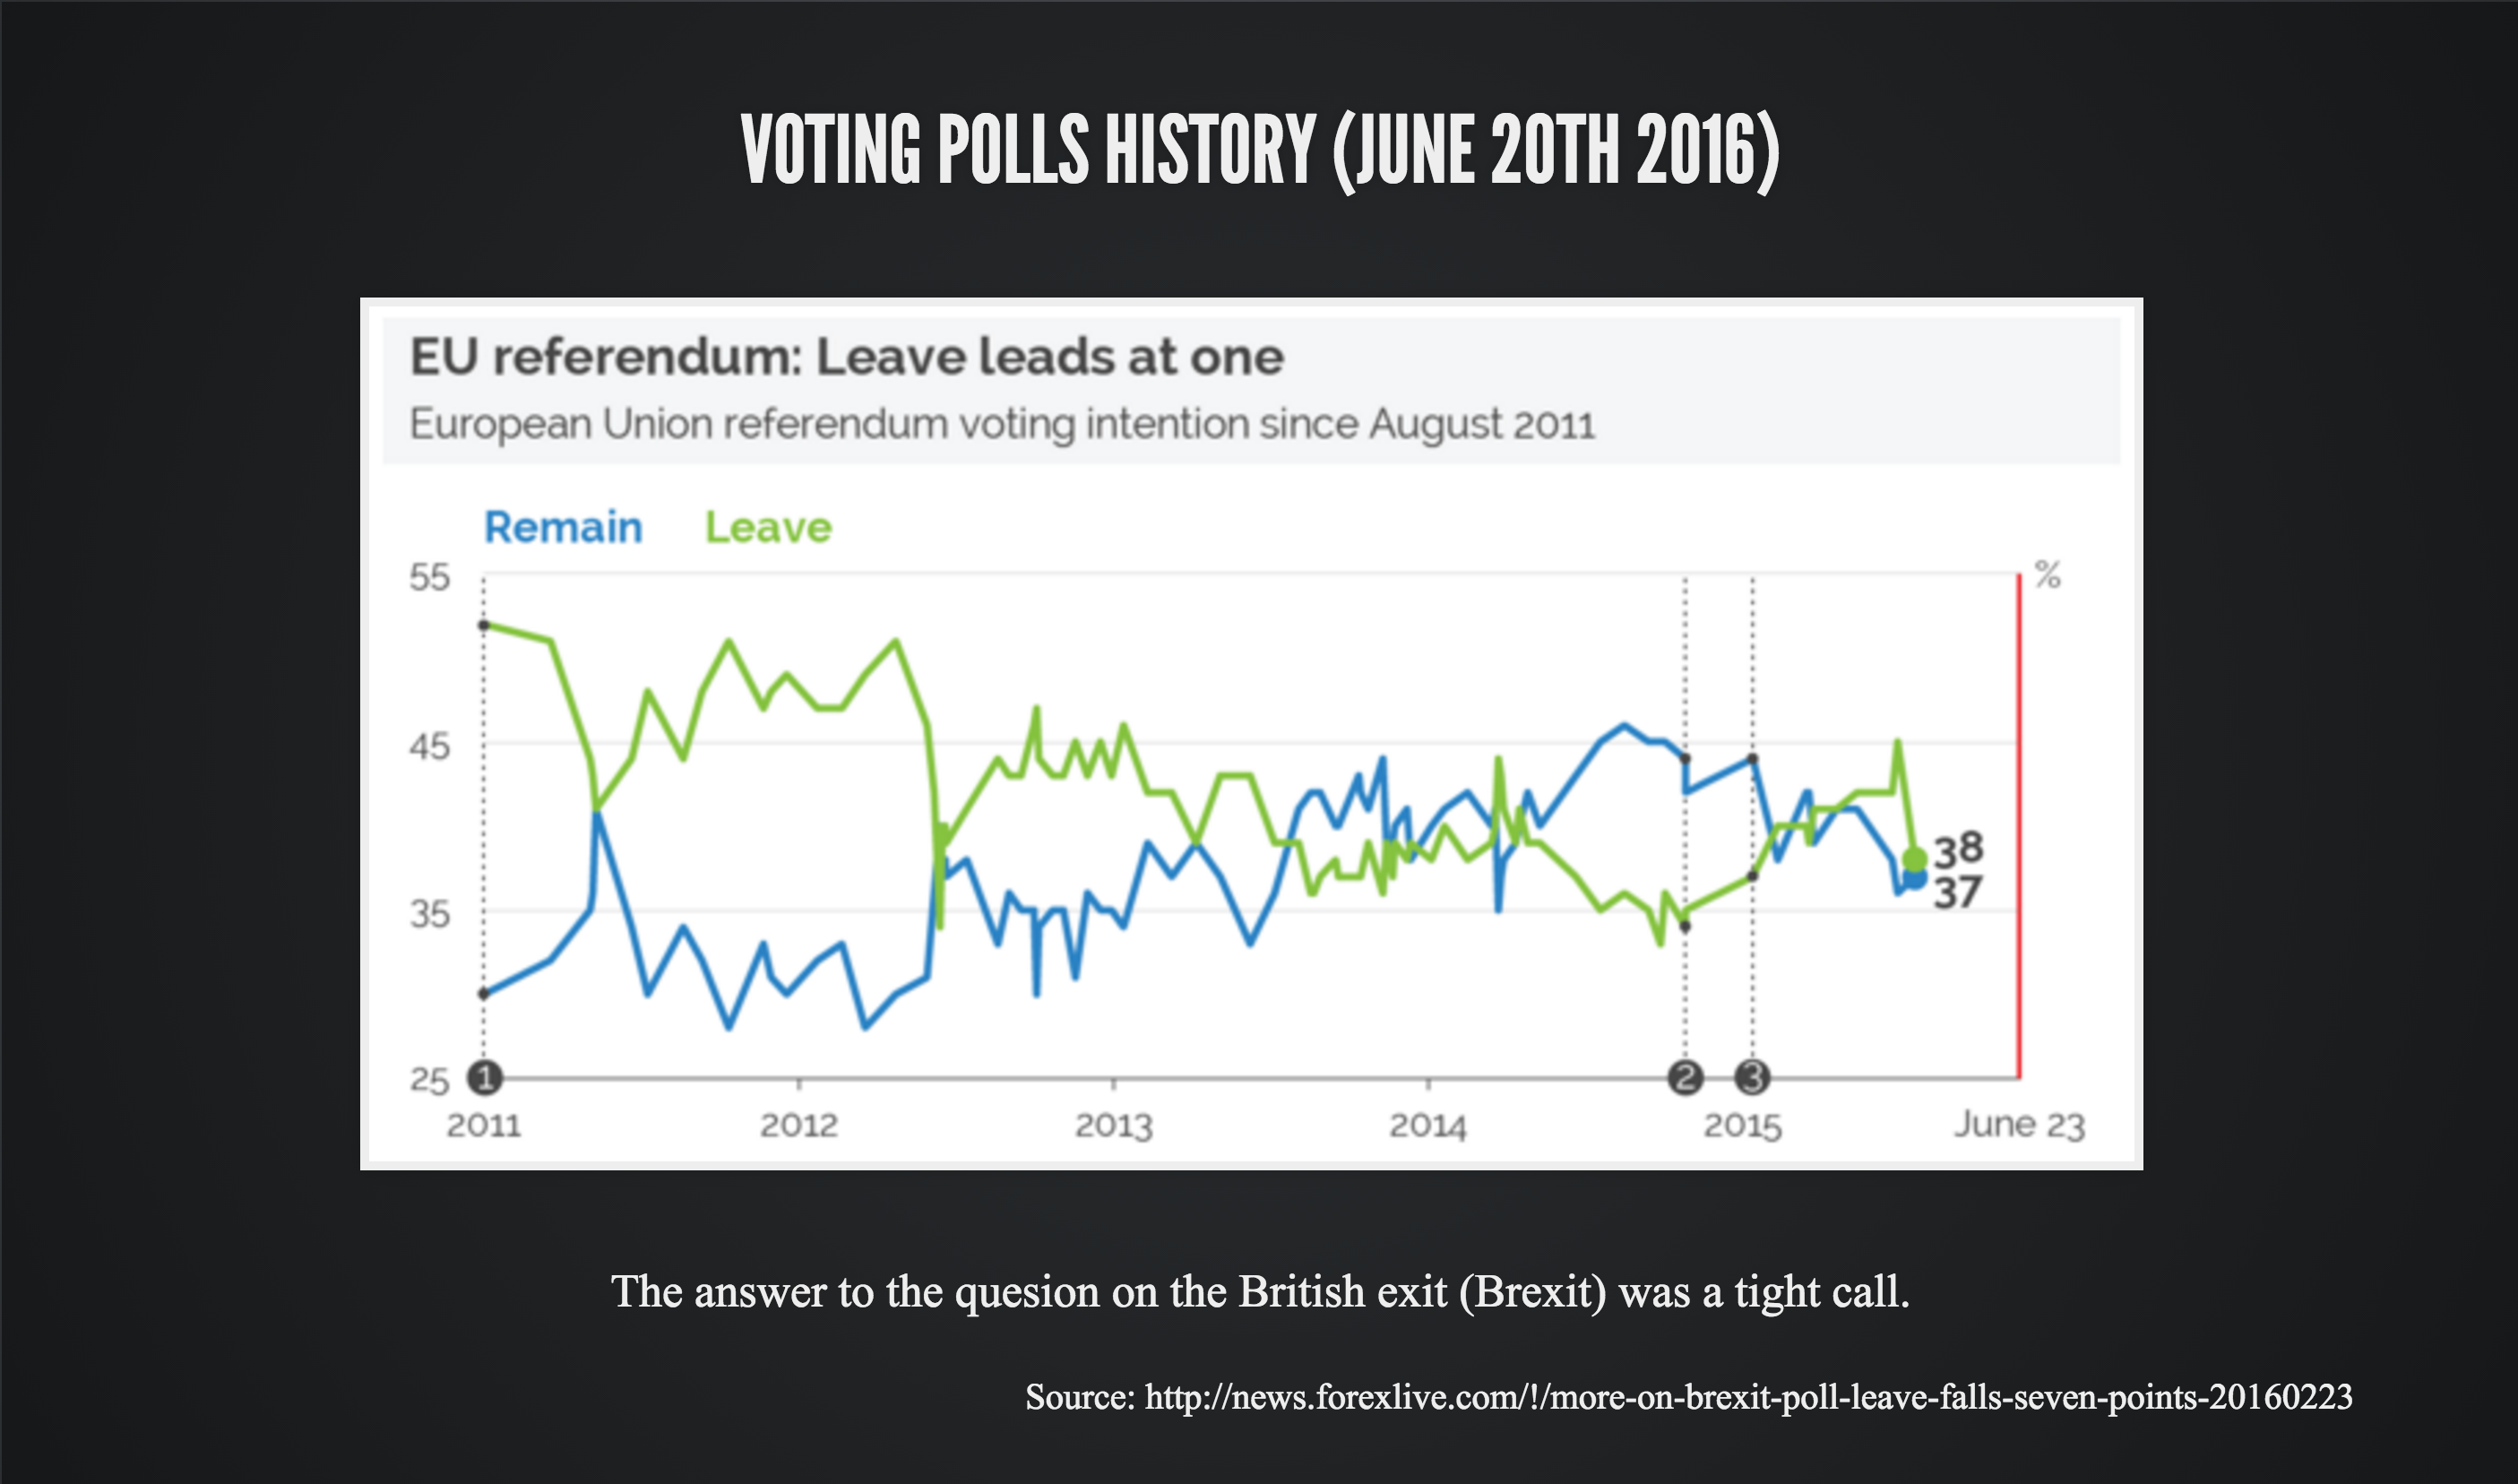 VOTING POLLS HISTORY (JUNE 20TH 2016)
EU referendum: Leave leads at one
European Union referendum voting intention since August 2011
Remain Leave
55 %
45
38
37
35
25 1 2 3
2011 2012 2013 2014 2015 June 23
The answer to the quesion on the British exit (Brexit) was a tight call.
Source: http://news.forexlive.com/!/more-on-brexit-poll-leave-falls-seven-points-20160223